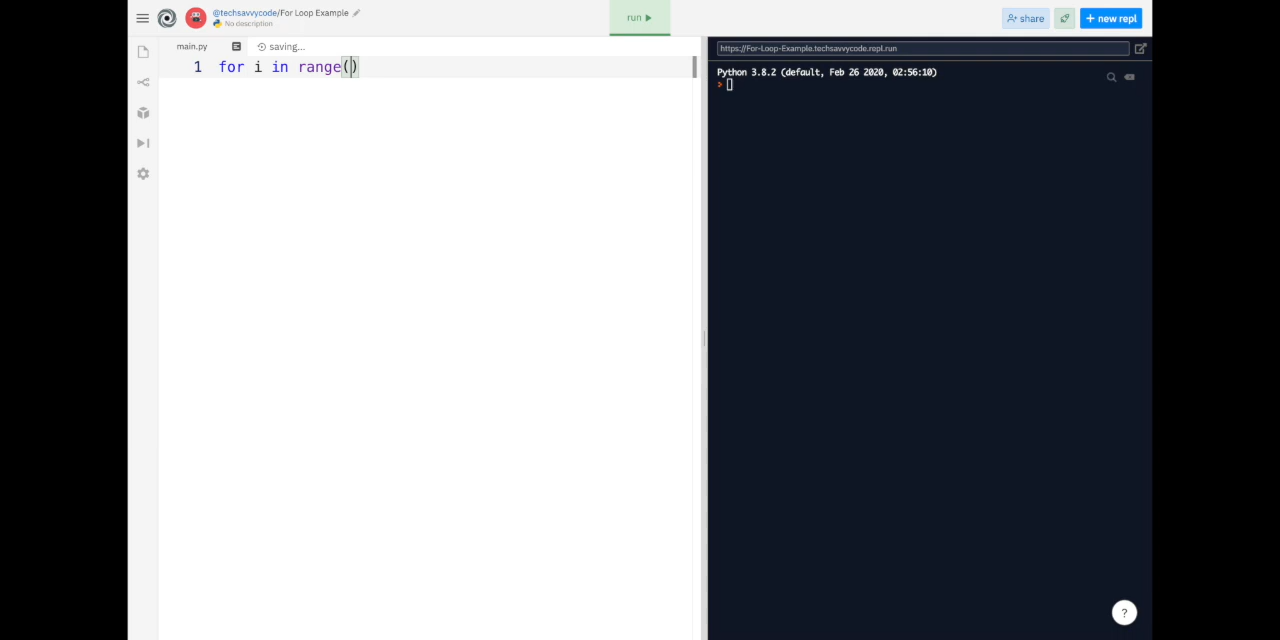 @techsavvycode/For Loop Example
No description
run
share
+ new repl
main.py
saving...
https://For-Loop-Example.techsavvycode.repl.run
1 for i in range()
Python 3.8.2 (default, Feb 26 2020, 02:56:10)
>
?